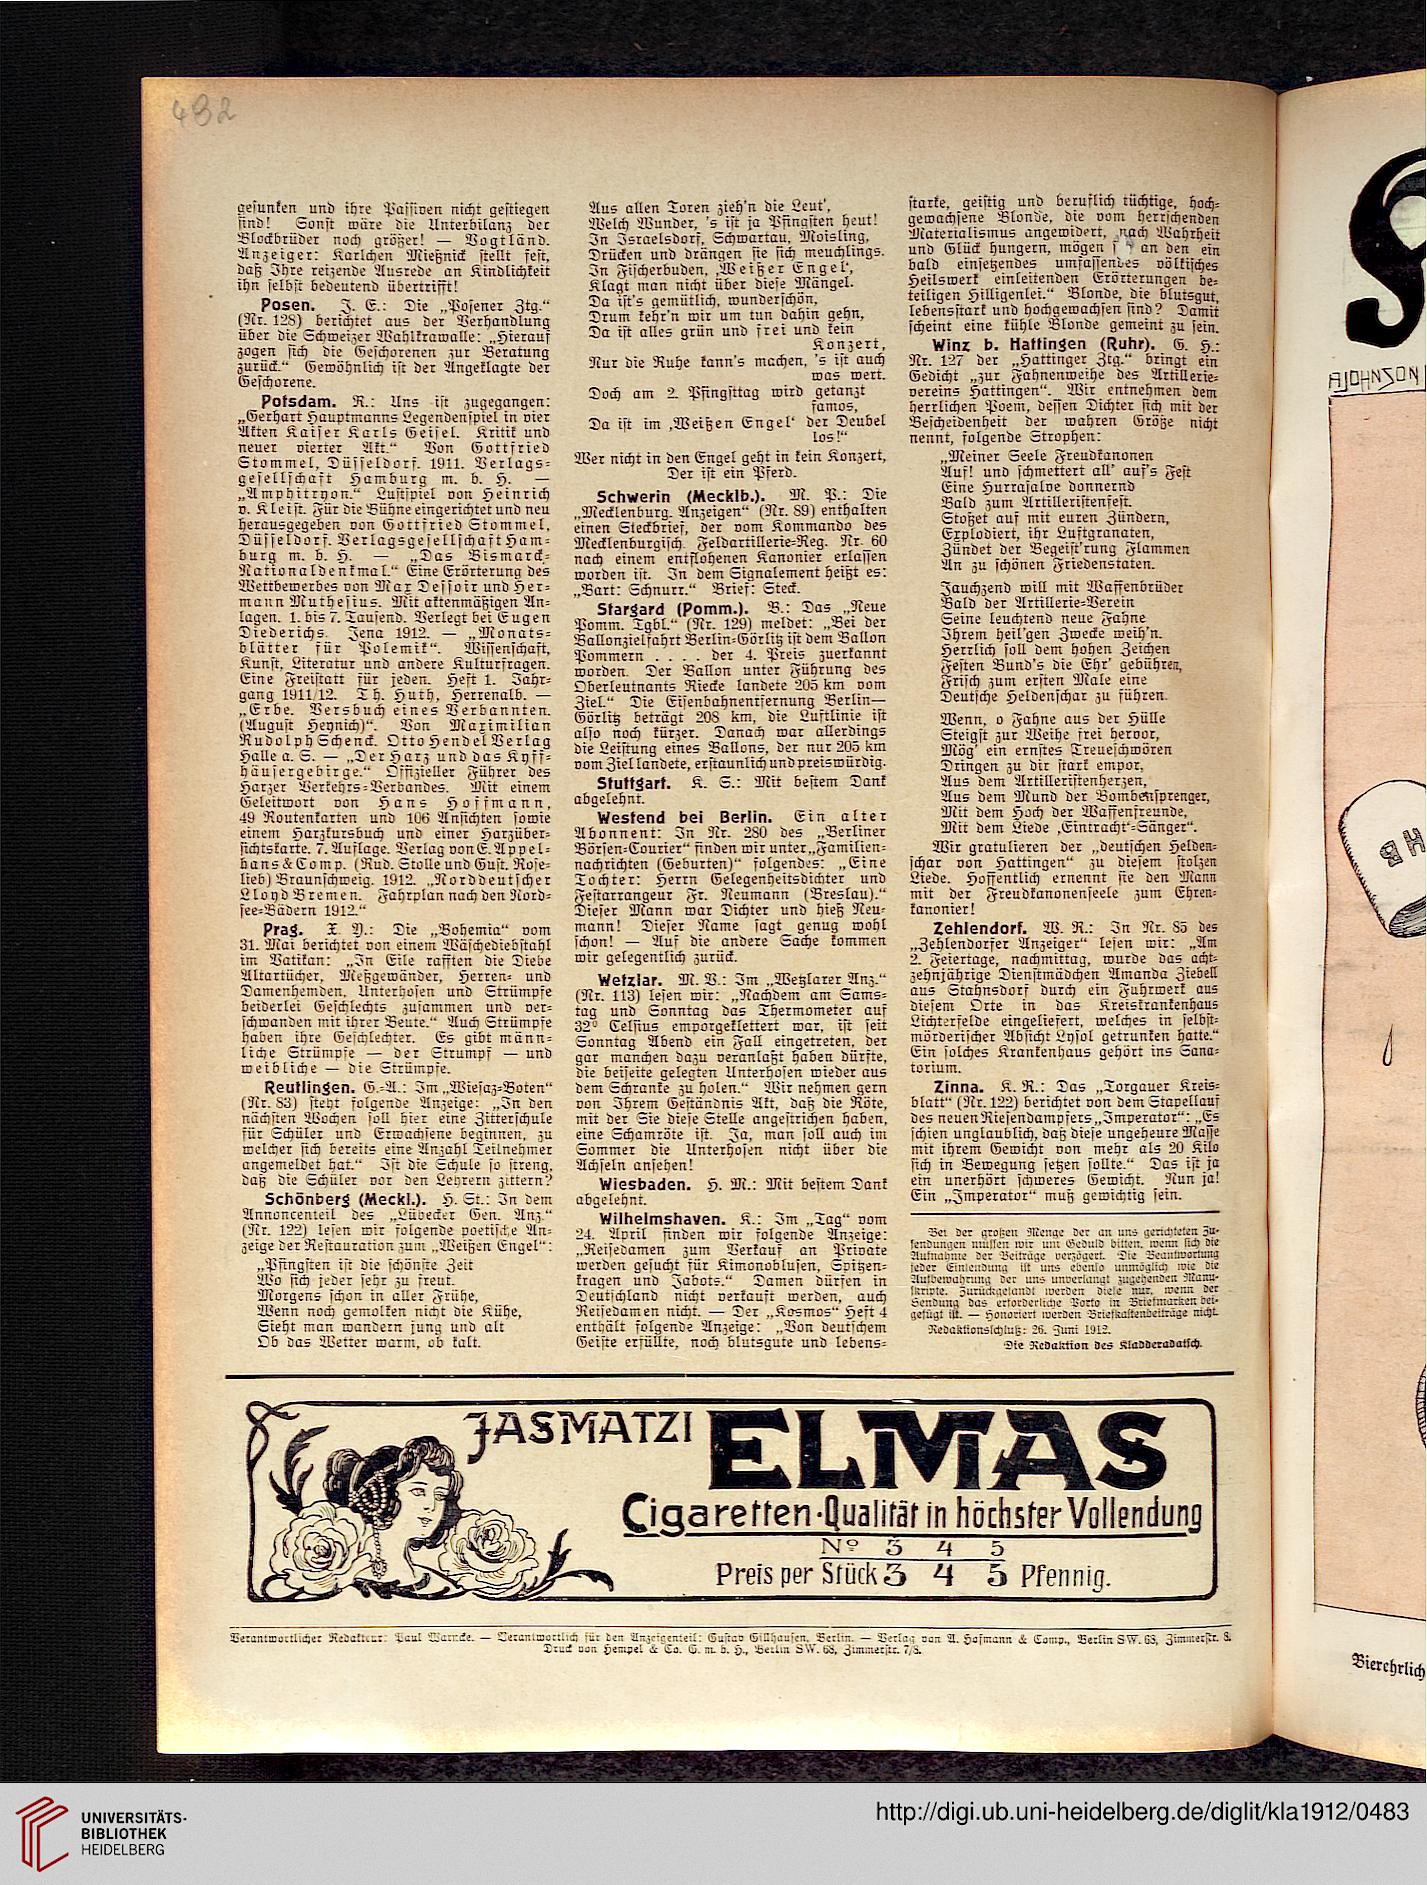 482
gesunken und ihre Passiven nicht gestiegen
sind! Sonst wäre die Unterbilanz der
Blockbrüder noch größer! — Vogtländ.
Anzeiger: Karlchen Mießnick stellt fest,
daß Ihre reizende Ausrede an Kindlichkeit
ihn selbst bedeutend übertrifft!
Posen. J. E.: Die „Posener Ztg.“
(Nr. 128) berichtet aus der Verhandlung
über die Schweizer Wahlkrawalle: „Hierauf
zogen sich die Geschorenen zur Beratung
zurück.“ Gewöhnlich ist der Angeklagte der
Geschorene.
Potsdam. R.: Uns ist zugegangen:
„Gerhart Hauptmanns Legendenspiel in vier
Akten Kaiser Karls Geisel. Kritik und
neuer vierter Akt.“ Von Gottfried
Stommel, Düsseldorf. 1911. Verlags-
gesellschaft Hamburg m. b. H. —
„Amphitryon.“ Lustspiel von Heinrich
v. Kleist. Für die Bühne eingerichtet und neu
herausgegeben von Gottfried Stommel,
Düsseldorf. Verlagsgesellschaft Ham-
burg m. b. H. — „Das Bismarck-
Nationaldenkmal.“ Eine Erörterung des
Wettbewerbes von Max Dessoir und Her-
mann Muthesius. Mit aktenmäßigen An-
lagen. 1. bis 7. Tausend. Verlegt bei Eugen
Diederichs. Jena 1912. — „Monats-
blätter für Polemik“. Wissenschaft,
Kunst, Literatur und andere Kulturfragen.
Eine Freistatt für jeden. Heft 1. Jahr-
gang 1911/12. Th. Huth, Herrenalb. —
„Erbe. Versbuch eines Verbannten.
(August Heynich)“. Von Maximilian
Rudolph Schenck. Otto Hendel Verlag
Halle a. S. — „Der Harz und das Kyff-
häusergebirge.“ Offizieller Führer des
Harzer Verkehrs-Verbandes. Mit einem
Geleitwort von Hans Hoffmann,
49 Routenkarten und 106 Ansichten sowie
einem Harzkursbuch und einer Harzüber-
sichtskarte. 7. Auflage. Verlag von E. Appel-
hans & Comp. (Rud. Stolle und Gust. Rose-
lieb) Braunschweig. 1912. „Norddeutscher
Lloyd Bremen. Fahrplan nach den Nord-
see-Bädern 1912.“
Prag. X. Y.: Die „Bohemia“ vom
31. Mai berichtet von einem Wäschediebstahl
im Vatikan: „In Eile rafften die Diebe
Altartücher, Meßgewänder, Herren- und
Damenhemden, Unterhosen und Strümpfe
beiderlei Geschlechts zusammen und ver-
schwanden mit ihrer Beute.“ Auch Strümpfe
haben ihre Geschlechter. Es gibt männ-
liche Strümpfe — der Strumpf — und
weibliche — die Strümpfe.
Reutlingen. G.-A.: Im „Wiesaz-Boten“
(Nr. 83) steht folgende Anzeige: „In den
nächsten Wochen soll hier eine Zitterschule
für Schüler und Erwachsene beginnen, zu
welcher sich bereits eine Anzahl Teilnehmer
angemeldet hat.“ Ist die Schule so streng,
daß die Schüler vor den Lehrern zittern?
Schönberg (Meckl.). H. St.: In dem
Annoncenteil des „Lübecker Gen. Anz.“
(Nr. 122) lesen wir folgende poetische An-
zeige der Restauration zum „Weißen Engel“:
„Pfingsten ist die schönste Zeit
Wo sich jeder sehr zu freut.
Morgens schon in aller Frühe,
Wenn noch gemolken nicht die Kühe,
Sieht man wandern jung und alt
Ob das Wetter warm, ob kalt.
Aus allen Toren zieh'n die Leut',
Welch Wunder, 's ist ja Pfingsten heut!
In Israelsdorf, Schwartau, Moisling,
Drücken und drängen sie sich meuchlings.
In Fischerbuden, ‚Weißer Engel‘,
Klagt man nicht über diese Mängel.
Da ist's gemütlich, wunderschön,
Drum kehr'n wir um tun dahin gehn,
Da ist alles grün und frei und kein
Konzert,
Nur die Ruhe kann's machen, 's ist auch
was wert.
Doch am 2. Pfingsttag wird getanzt
famos,
Da ist im ‚Weißen Engel‘ der Deubel
los!“
Wer nicht in den Engel geht in kein Konzert,
Der ist ein Pferd.
Schwerin (Mecklb.). M. P.: Die
„Mecklenburg. Anzeigen“ (Nr. 89) enthalten
einen Steckbrief, der vom Kommando des
Mecklenburgisch. Feldartillerie-Reg. Nr. 60
nach einem entflohenen Kanonier erlassen
worden ist. In dem Signalement heißt es:
„Bart: Schnurr.“ Brief: Steck.
Stargard (Pomm.). B.: Das „Neue
Pomm. Tgbl.“ (Nr. 129) meldet: „Bei der
Ballonzielfahrt Berlin-Görlitz ist dem Ballon
Pommern . . . . der 4. Preis zuerkannt
worden. Der Ballon unter Führung des
Oberleutnants Riecke landete 205 km vom
Ziel.“ Die Eisenbahnentfernung Berlin—
Görlitz beträgt 208 km, die Luftlinie ist
also noch kürzer. Danach war allerdings
die Leistung eines Ballons, der nur 205 km
vom Ziel landete, erstaunlich und preiswürdig.
Stuttgart. K. S.: Mit bestem Dank
abgelehnt.
Westend bei Berlin. Ein alter
Abonnent: In Nr. 280 des „Berliner
Börsen-Courier“ finden wir unter „Familien-
nachrichten (Geburten)“ folgendes: „Eine
Tochter: Herrn Gelegenheitsdichter und
Festarrangeur Fr. Neumann (Breslau).“
Dieser Mann war Dichter und hieß Neu-
mann! Dieser Name sagt genug wohl
schon! — Auf die andere Sache kommen
wir gelegentlich zurück.
Wetzlar. M. V.: Im „Wetzlarer Anz.“
(Nr. 113) lesen wir: „Nachdem am Sams-
tag und Sonntag das Thermometer auf
32° Celsius emporgeklettert war, ist seit
Sonntag Abend ein Fall eingetreten, der
gar manchen dazu veranlaßt haben dürfte,
die beiseite gelegten Unterhosen wieder aus
dem Schranke zu holen.“ Wir nehmen gern
von Ihrem Geständnis Akt, daß die Röte,
mit der Sie diese Stelle angestrichen haben,
eine Schamröte ist. Ja, man soll auch im
Sommer die Unterhosen nicht über die
Achseln ansehen!
Wiesbaden. H. M.: Mit bestem Dank
abgelehnt.
Wilhelmshaven. K.: Im „Tag“ vom
24. April finden wir folgende Anzeige:
„Reisedamen zum Verkauf an Private
werden gesucht für Kimonoblusen, Spitzen-
kragen und Jabots.“ Damen dürfen in
Deutschland nicht verkauft werden, auch
Reisedamen nicht. — Der „Kosmos“ Heft 4
enthält folgende Anzeige: „Von deutschem
Geiste erfüllte, noch blutsgute und lebens-
starke, geistig und beruflich tüchtige, hoch-
gewachsene Blonde, die vom herrschenden
Materialismus angewidert, nach Wahrheit
und Glück hungern, mögen s an den ein
bald einsetzendes umfassendes völkisches
Heilswerk einleitenden Erörterungen be-
teiligen Hilligenlei.“ Blonde, die blutsgut,
lebensstark und hochgewachsen sind? Damit
scheint eine kühle Blonde gemeint zu sein.
Winz b. Hattingen (Ruhr). G. H.:
Nr. 127 der „Hattinger Ztg.“ bringt ein
Gedicht „zur Fahnenweihe des Artillerie-
vereins Hattingen“. Wir entnehmen dem
herrlichen Poem, dessen Dichter sich mit der
Bescheidenheit der wahren Größe nicht
nennt, folgende Strophen:
„Meiner Seele Freudkanonen
Auf! und schmettert all' auf's Fest
Eine Hurrasalve donnernd
Bald zum Artilleristenfest.
Stoßet auf mit euren Zündern,
Explodiert, ihr Luftgranaten,
Zündet der Begeist'rung Flammen
An zu schönen Friedenstaten.
Jauchzend will mit Waffenbrüder
Bald der Artillerie-Verein
Seine leuchtend neue Fahne
Ihrem heil'gen Zwecke weih'n.
Herrlich soll dem hohen Zeichen
Festen Bund's die Ehr' gebühren,
Frisch zum ersten Male eine
Deutsche Heldenschar zu führen.
Wenn, o Fahne aus der Hülle
Steigst zur Weihe frei hervor,
Mög' ein ernstes Treueschwören
Dringen zu dir stark empor,
Aus dem Artilleristenherzen,
Aus dem Mund der Bombensprenger,
Mit dem Hoch der Waffenfreunde,
Mit dem Liede ‚Eintracht‘-Sänger“.
Wir gratulieren der „deutschen Helden-
schar von Hattingen“ zu diesem stolzen
Liede. Hoffentlich ernennt sie den Mann
mit der Freudkanonenseele zum Ehren-
kanonier!
Zehlendorf. W. R.: In Nr. 85 des
„Zehlendorfer Anzeiger“ lesen wir: „Am
2. Feiertage, nachmittag, wurde das acht-
zehnjährige Dienstmädchen Amanda Ziebell
aus Stahnsdorf durch ein Fuhrwerk aus
diesem Orte in das Kreiskrankenhaus
Lichterfelde eingeliefert, welches in selbst-
mörderischer Absicht Lysol getrunken hatte.“
Ein solches Krankenhaus gehört ins Sana-
torium.
Zinna. K. R.: Das „Torgauer Kreis-
blatt“ (Nr. 122) berichtet von dem Stapellauf
des neuen Riesendampfers „Imperator“: „Es
schien unglaublich, daß diese ungeheure Masse
mit ihrem Gewicht von mehr als 20 Kilo
sich in Bewegung setzen sollte.“ Das ist ja
ein unerhört schweres Gewicht. Nun ja!
Ein „Imperator“ muß gewichtig sein.
Bei der großen Menge der an uns gerichteten Zu-
sendungen müssen wir um Geduld bitten, wenn sich die
Aufnahme der Beiträge verzögert. Die Beantwortung
jeder Einsendung ist uns ebenso unmöglich wie die
Aufbewahrung der uns unverlangt zugehenden Manu-
skripte. Zurückgesandt werden diese nur, wenn der
Sendung das erforderliche Porto in Briefmarken bei-
gefügt ist. — Honoriert werden Briefkastenbeiträge nicht.
Redaktionsschluß: 26. Juni 1912.
Die Redaktion des Kladderadatsch.
JASMATZI ELMAS
Cigaretten-Qualität in höchster Vollendung
No 3 4 5
Preis per Stück 3 4 5 Pfennig.
Verantwortlicher Redakteur: Paul Warncke. — Verantwortlich für den Anzeigenteil: Gustav Gillhausen, Berlin. — Verlag von A. Hofmann & Comp., Berlin SW. 68, Zimmerstr. 8.
Druck von Hempel & Co. G. m. b. H., Berlin SW. 68, Zimmerstr. 7/8.
A JOHNSON
HB
Bierehrlich
UNIVERSITÄTS-
BIBLIOTHEK
HEIDELBERG
http://digi.ub.uni-heidelberg.de/diglit/kla1912/0483